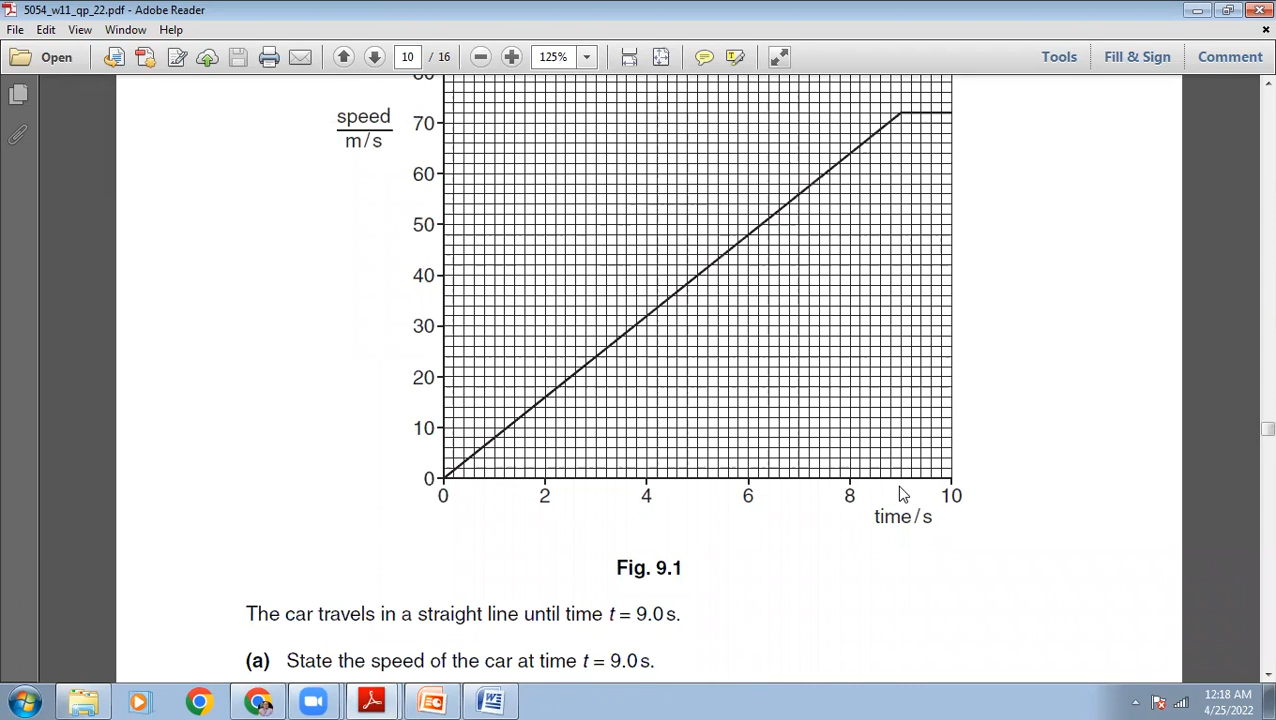 5054_w11_qp_22.pdf - Adobe Reader
File Edit View Window Help
Open 10 / 16 125% Tools Fill & Sign Comment
80
speed
m/s
70
60
50
40
30
20
10
0
0 2 4 6 8 10
time/s
Fig. 9.1
The car travels in a straight line until time t = 9.0 s.
(a) State the speed of the car at time t = 9.0 s.
12:18 AM
4/25/2022